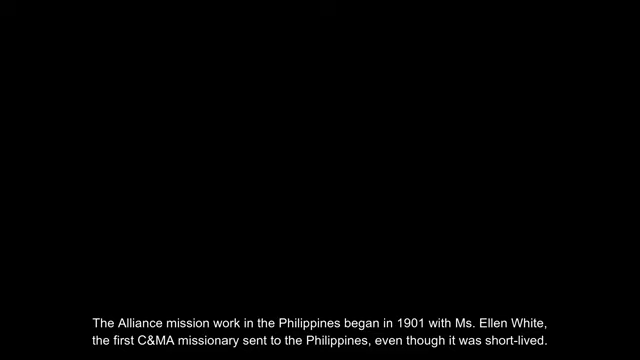 The Alliance mission work in the Philippines began in 1901 with Ms. Ellen White,
the first C&MA missionary sent to the Philippines, even though it was short-lived.